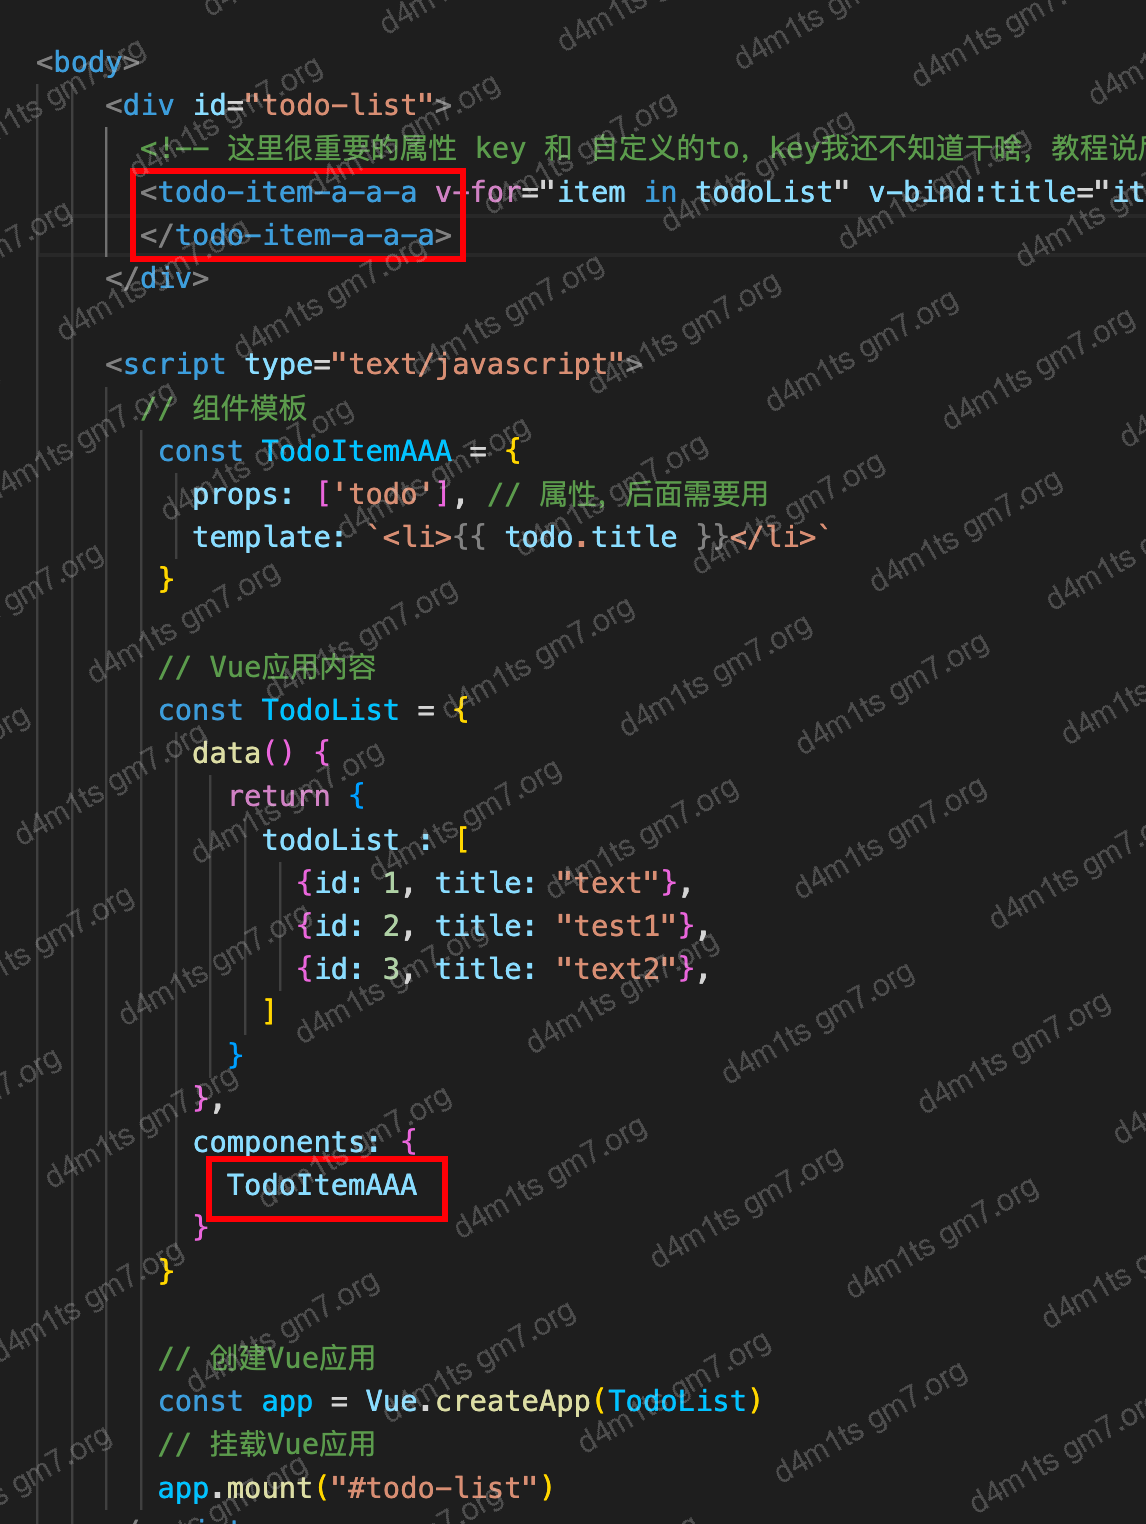 <body>
<div id="todo-list">
<!-- 这里很重要的属性 key 和 自定义的to, key我还不知道干啥, 教程说后
<todo-item-a-a-a v-for="item in todoList" v-bind:title="it
</todo-item-a-a-a>
</div>
<script type="text/javascript">
// 组件模板
const TodoItemAAA = {
props: ['todo'], // 属性, 后面需要用
template: `<li>{{ todo.title }}</li>`
}
// Vue应用内容
const TodoList = {
data() {
return {
todoList : [
{id: 1, title: "text"},
{id: 2, title: "test1"},
{id: 3, title: "text2"},
]
}
},
components: {
TodoItemAAA
}
}
// 创建Vue应用
const app = Vue.createApp(TodoList)
// 挂载Vue应用
app.mount("#todo-list")
d4m1ts gm7.org